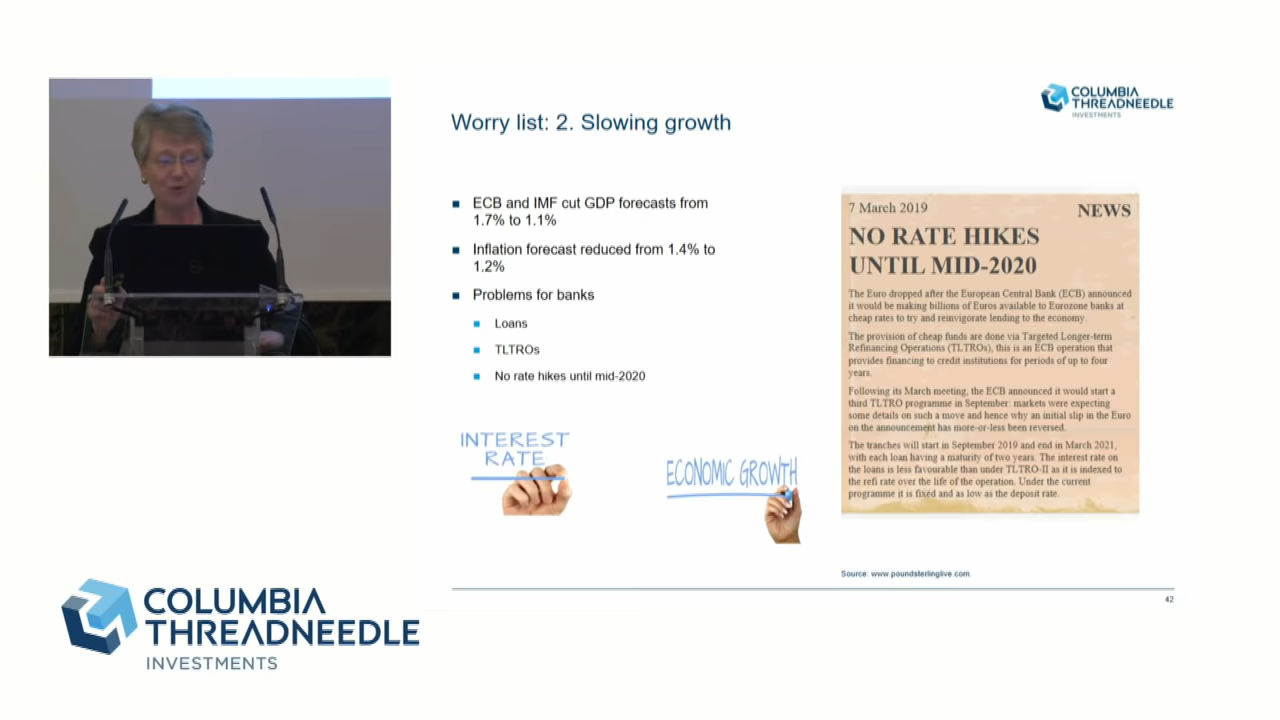 COLUMBIA
THREADNEEDLE
INVESTMENTS
Worry list: 2. Slowing growth
ECB and IMF cut GDP forecasts from
1.7% to 1.1%
Inflation forecast reduced from 1.4% to
1.2%
Problems for banks
Loans
TLTROs
No rate hikes until mid-2020
INTEREST
RATE
ECONOMIC GROWTH
7 March 2019
NEWS
NO RATE HIKES
UNTIL MID-2020
The Euro dropped after the European Central Bank (ECB) announced
it would be making billions of Euros available to Eurozone banks at
cheap rates to try and reinvigorate lending to the economy.
The provision of cheap funds are done via Targeted Longer-term
Refinancing Operations (TLTROs), this is an ECB operation that
provides financing to credit institutions for periods of up to four
years.
Following its March meeting, the ECB announced it would start a
third TLTRO programme in September: markets were expecting
some details on such a move and hence why an initial slip in the Euro
on the announcement has more-or-less been reversed.
The tranches will start in September 2019 and end in March 2021,
with each loan having a maturity of two years. The interest rate on
the loans is less favourable than under TLTRO-II as it is indexed to
the refi rate over the life of the operation. Under the current
programme it is fixed and as low as the deposit rate.
Source: www.poundsterlinglive.com.
42
COLUMBIA
THREADNEEDLE
INVESTMENTS